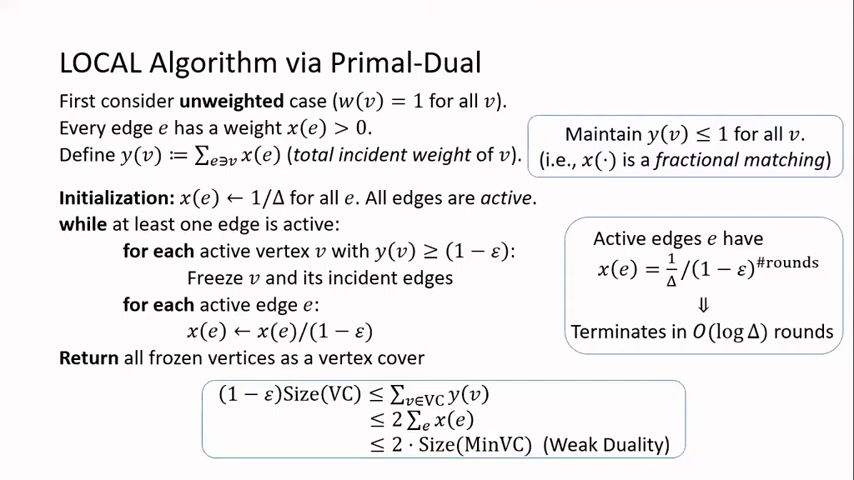 LOCAL Algorithm via Primal-Dual
First consider unweighted case (w(v) = 1 for all v).
Every edge e has a weight x(e) > 0.
Define y(v) ≔ ∑_{e∋v} x(e) (total incident weight of v).
Maintain y(v) ≤ 1 for all v.
(i.e., x(·) is a fractional matching)
Initialization: x(e) ← 1/Δ for all e. All edges are active.
while at least one edge is active:
for each active vertex v with y(v) ≥ (1 − ε):
Freeze v and its incident edges
for each active edge e:
x(e) ← x(e)/(1 − ε)
Return all frozen vertices as a vertex cover
Active edges e have
x(e) = 1/Δ /(1 − ε)^{#rounds}
⇓
Terminates in O(log Δ) rounds
(1 − ε)Size(VC) ≤ ∑_{v∈VC} y(v)
≤ 2 ∑_e x(e)
≤ 2 · Size(MinVC) (Weak Duality)